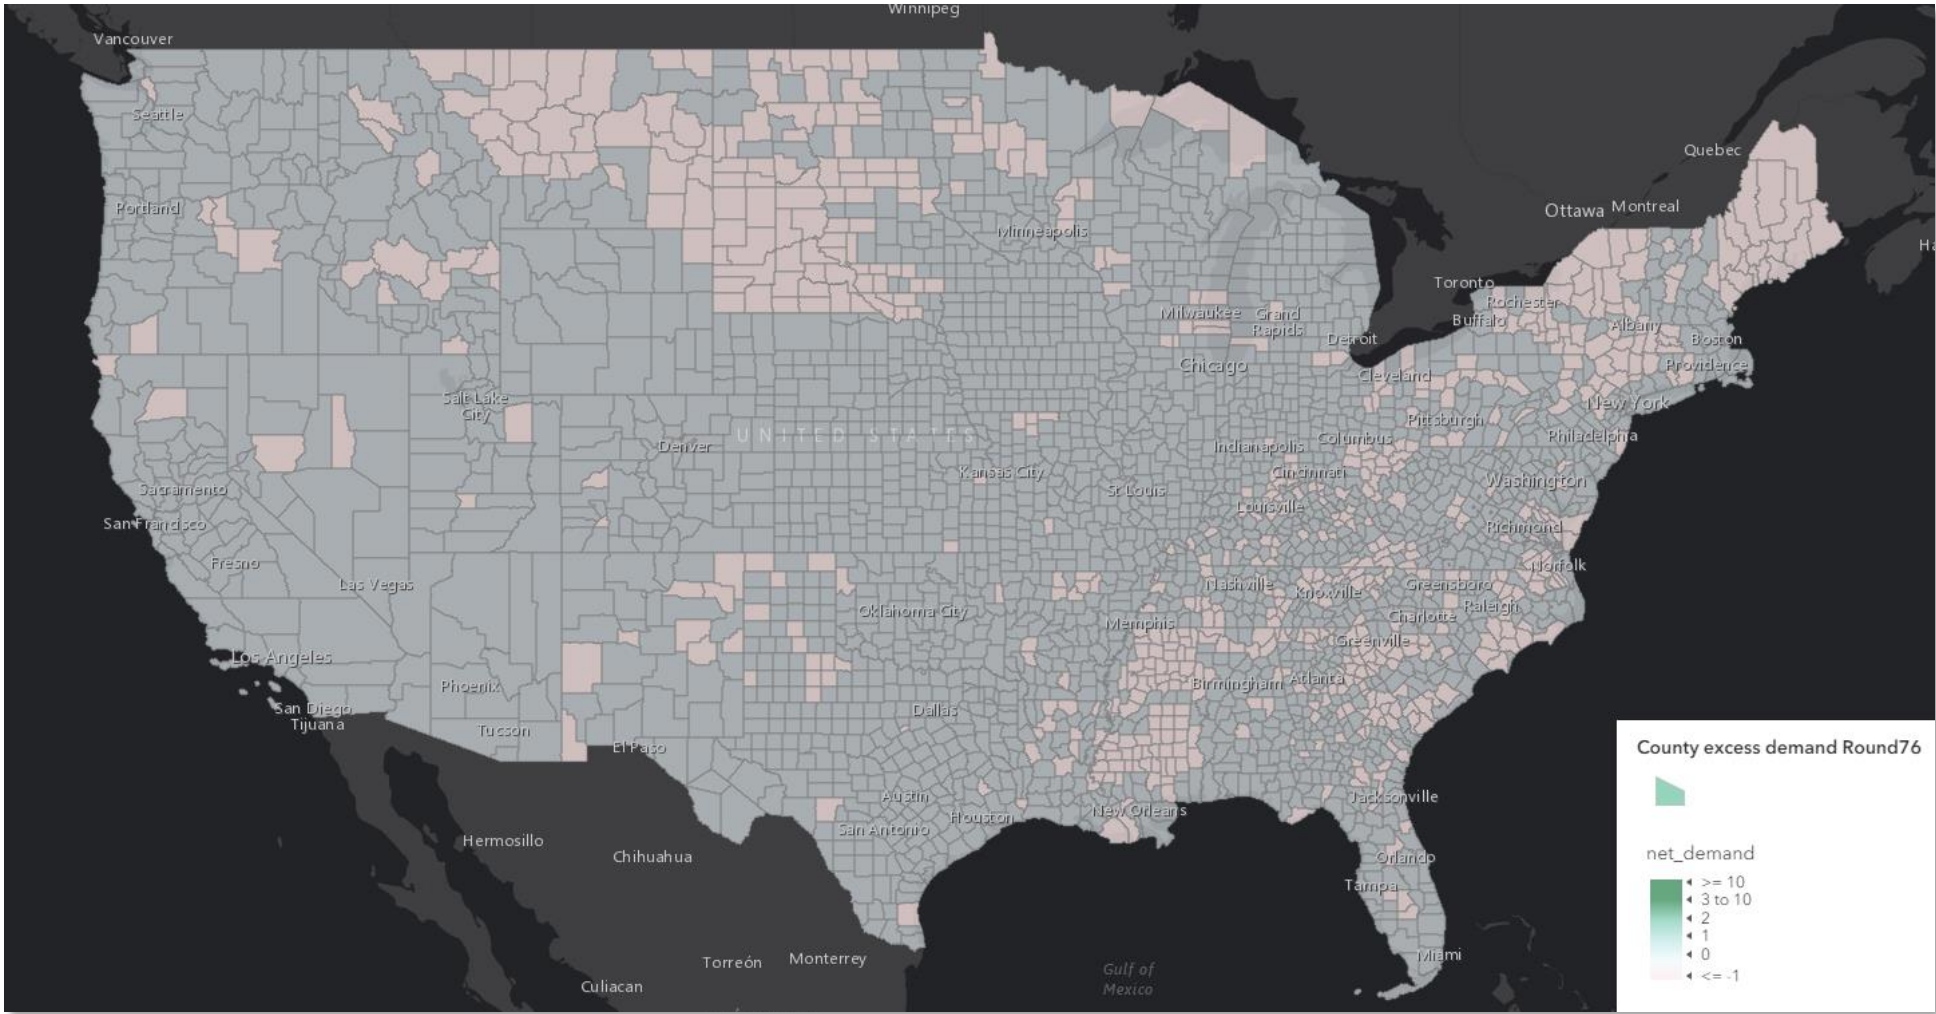 Winnipeg
Vancouver
Seattle
Quebec
Portland
Ottawa
Montreal
Minneapolis
Ha
Toronto
Rochester
Milwaukee
Grand
Rapids
Buffalo
Albany
Detroit
Boston
Chicago
Providence
Cleveland
Salt Lake
City
New York
Pittsburgh
UNITED STATES
Denver
Indianapolis
Columbus
Philadelphia
Kansas City
Cincinnati
Sacramento
St Louis
Washington
San Francisco
Louisville
Richmond
Fresno
Norfolk
Las Vegas
Nashville
Knoxville
Greensboro
Oklahoma City
Raleigh
Memphis
Charlotte
Greenville
Los Angeles
Phoenix
Birmingham
Atlanta
San Diego
Dallas
Tijuana
Tucson
El Paso
County excess demand Round76
Austin
Jacksonville
New Orleans
Houston
San Antonio
Hermosillo
Chihuahua
Orlando
net_demand
Tampa
>= 10
3 to 10
2
1
0
<= -1
Miami
Torreón
Monterrey
Gulf of
Mexico
Culiacan